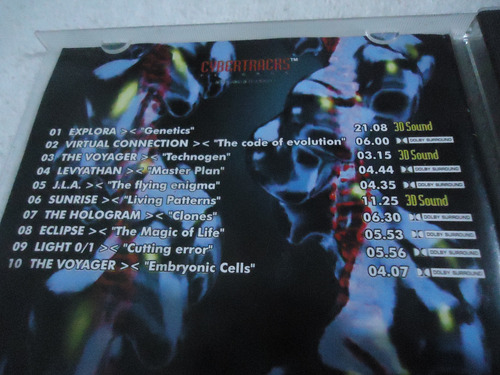 CYBERTRACKS™
01 EXPLORA >< "Genetics" 21.08 3D Sound
02 VIRTUAL CONNECTION >< "The code of evolution" 06.00 DOLBY SURROUND
03 THE VOYAGER >< "Technogen" 03.15 3D Sound
04 LEVYATHAN >< "Master Plan" 04.44 DOLBY SURROUND
05 J.L.A. >< "The flying enigma" 04.35 DOLBY SURROUND
06 SUNRISE >< "Living Patterns" 11.25 3D Sound
07 THE HOLOGRAM >< "Clones" 06.30 DOLBY SURROUND
08 ECLIPSE >< "The Magic of Life" 05.53 DOLBY SURROUND
09 LIGHT 0/1 >< "Cutting error" 05.56 DOLBY SURROUND
10 THE VOYAGER >< "Embryonic Cells" 04.07 DOLBY SURROUND